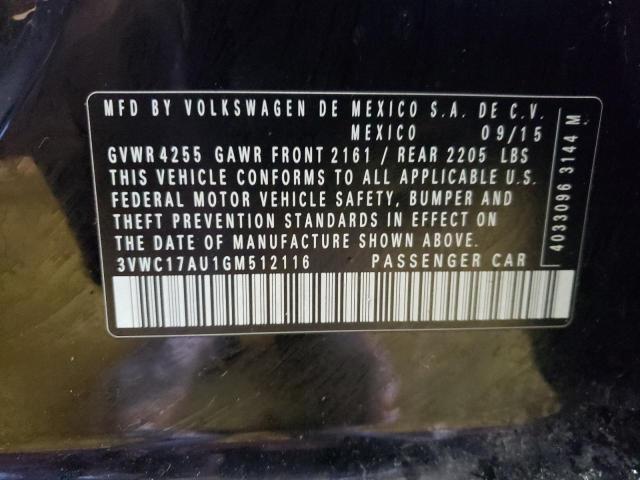 MFD BY VOLKSWAGEN DE MEXICO S.A. DE C.V.
MEXICO 09/15
GVWR 4255 GAWR FRONT 2161 / REAR 2205 LBS
THIS VEHICLE CONFORMS TO ALL APPLICABLE U.S.
FEDERAL MOTOR VEHICLE SAFETY, BUMPER AND
THEFT PREVENTION STANDARDS IN EFFECT ON
THE DATE OF MANUFACTURE SHOWN ABOVE.
3VWC17AU1GM512116 PASSENGER CAR
4033096 3144 M